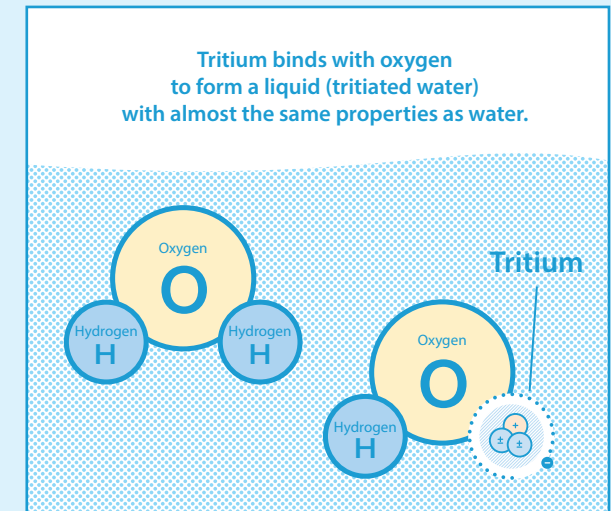 Tritium binds with oxygen
to form a liquid (tritiated water)
with almost the same properties as water.
Oxygen
O
Hydrogen
H
Hydrogen
H
Tritium
Oxygen
O
Hydrogen
H
+
±
±
−